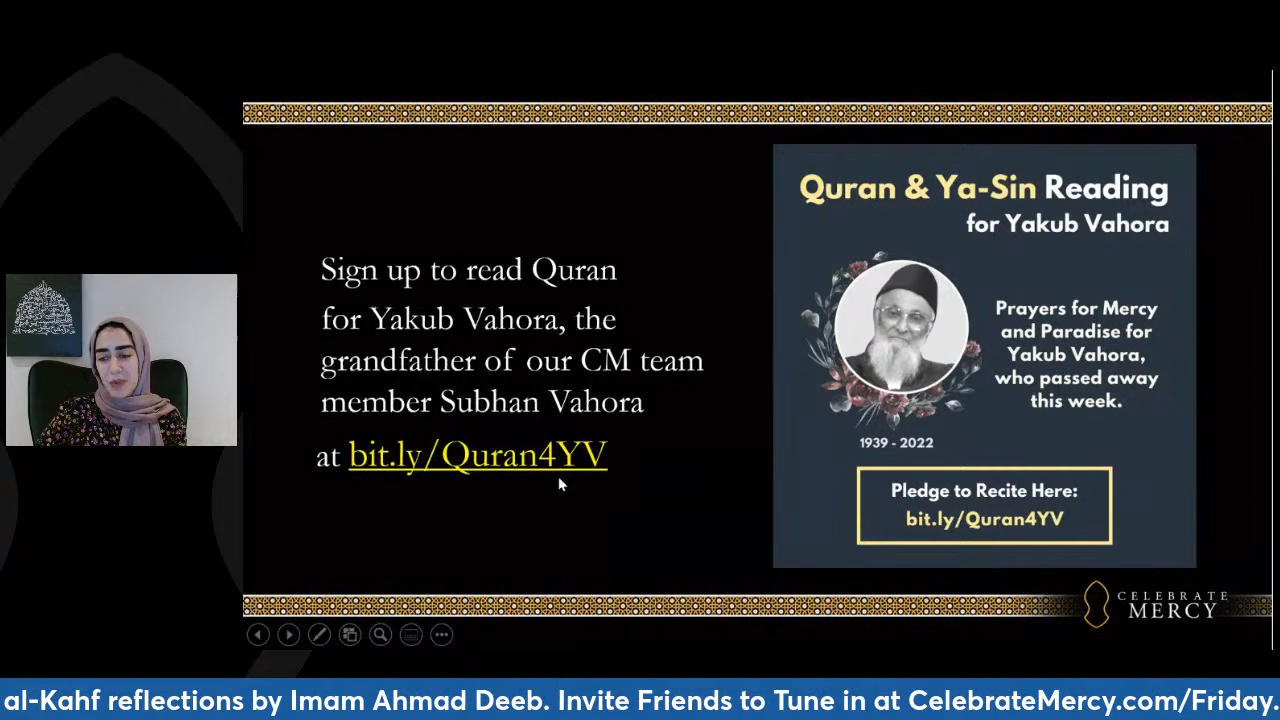 Sign up to read Quran
for Yakub Vahora, the
grandfather of our CM team
member Subhan Vahora
at bit.ly/Quran4YV
Quran & Ya-Sin Reading
for Yakub Vahora
Prayers for Mercy
and Paradise for
Yakub Vahora,
who passed away
this week.
1939 - 2022
Pledge to Recite Here:
bit.ly/Quran4YV
CELEBRATE
MERCY
al-Kahf reflections by Imam Ahmad Deeb. Invite Friends to Tune in at CelebrateMercy.com/Friday.